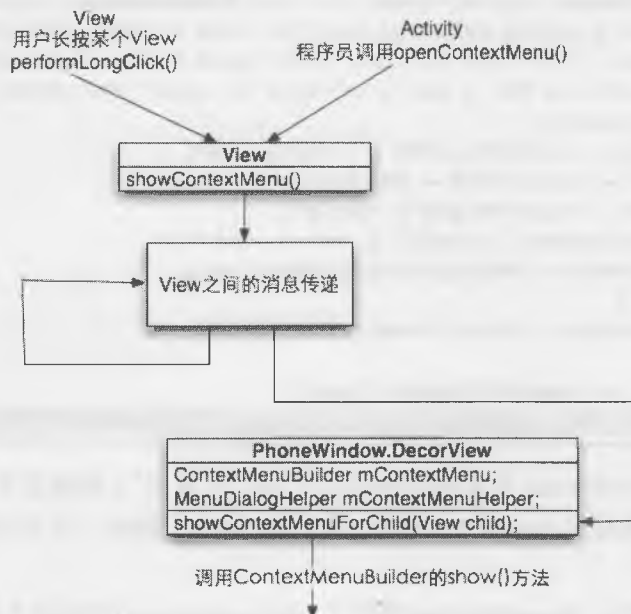 View
用户长按某个View
performLongClick()
Activity
程序员调用openContextMenu()
View
showContextMenu()
View之间的消息传递
PhoneWindow.DecorView
ContextMenuBuilder mContextMenu;
MenuDialogHelper mContextMenuHelper;
showContextMenuForChild(View child);
调用ContextMenuBuilder的show()方法